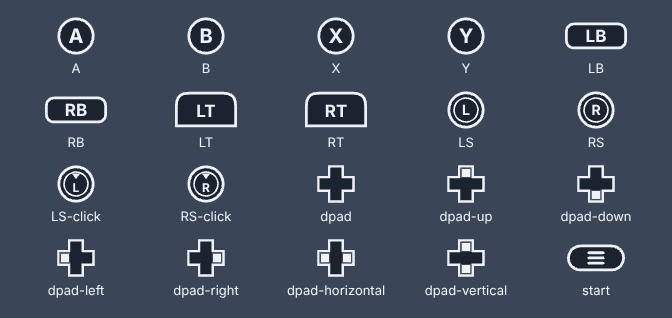 A B X Y LB
A B X Y LB
RB LT RT L R
RB LT RT LS RS
L R
LS-click RS-click dpad dpad-up dpad-down
dpad-left dpad-right dpad-horizontal dpad-vertical start